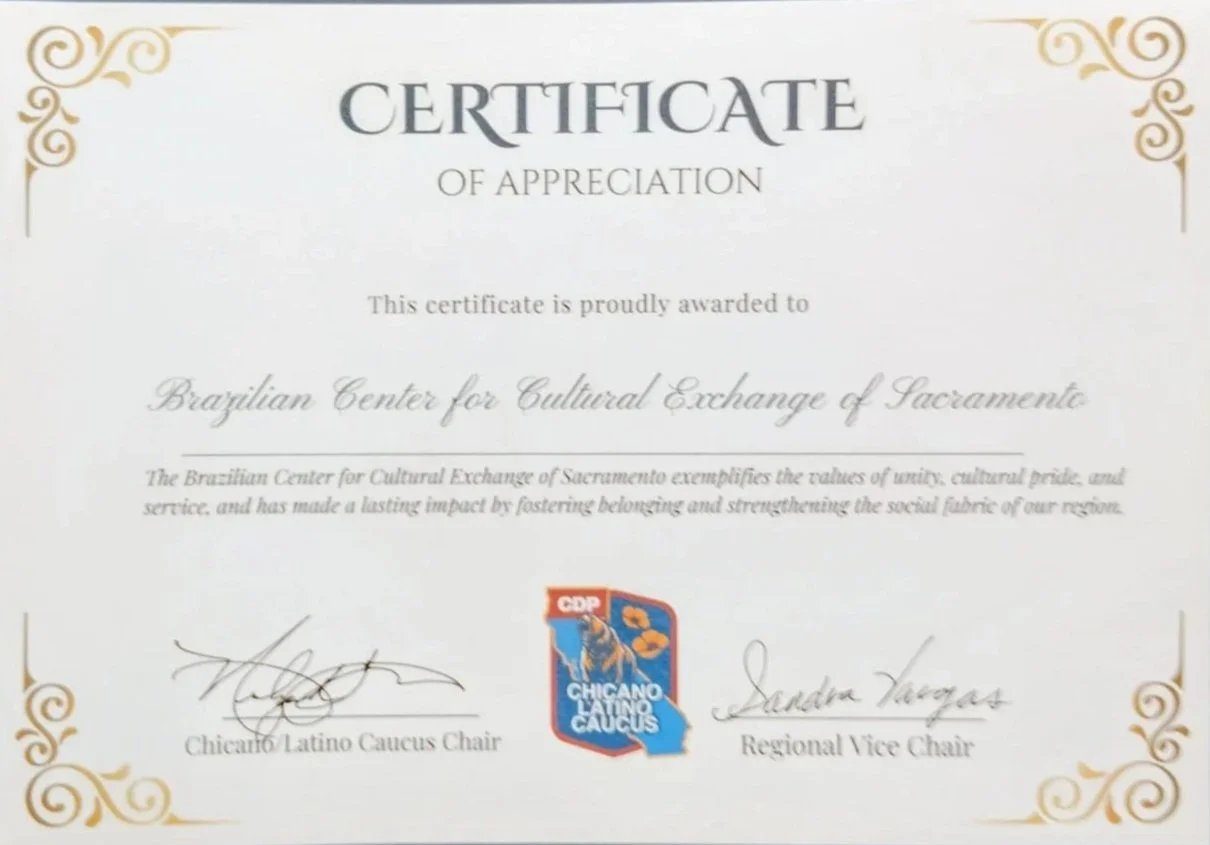 CERTIFICATE
OF APPRECIATION
This certificate is proudly awarded to
Brazilian Center for Cultural Exchange of Sacramento
The Brazilian Center for Cultural Exchange of Sacramento exemplifies the values of unity, cultural pride, and
service, and has made a lasting impact by fostering belonging and strengthening the social fabric of our region.
CDP
CHICANO
LATINO
CAUCUS
Sandra Vargas
Chicano/Latino Caucus Chair
Regional Vice Chair